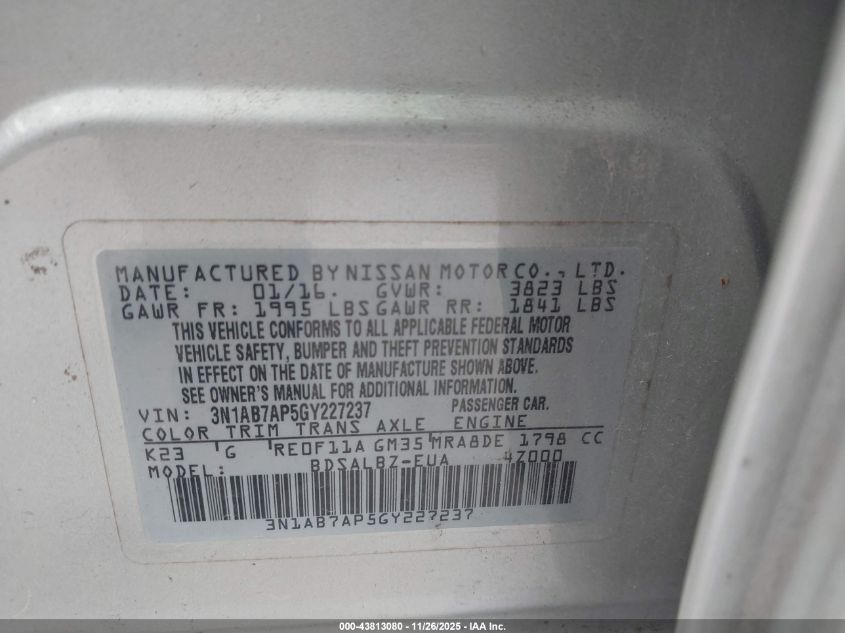 MANUFACTURED BY NISSAN MOTOR CO., LTD.
DATE: 01/16. GVWR: 3823 LBS
GAWR FR: 1995 LBS GAWR RR: 1841 LBS
THIS VEHICLE CONFORMS TO ALL APPLICABLE FEDERAL MOTOR
VEHICLE SAFETY, BUMPER AND THEFT PREVENTION STANDARDS
IN EFFECT ON THE DATE OF MANUFACTURE SHOWN ABOVE.
SEE OWNER'S MANUAL FOR ADDITIONAL INFORMATION.
VIN: 3N1AB7AP5GY227237 PASSENGER CAR.
COLOR TRIM TRANS AXLE ENGINE
K23 G RE0F11A GM35 MRA8DE 1798 CC
MODEL: BDSALBZ-EUA 4Z000
3N1AB7AP5GY227237
000-43813080 - 11/26/2025 - IAA Inc.